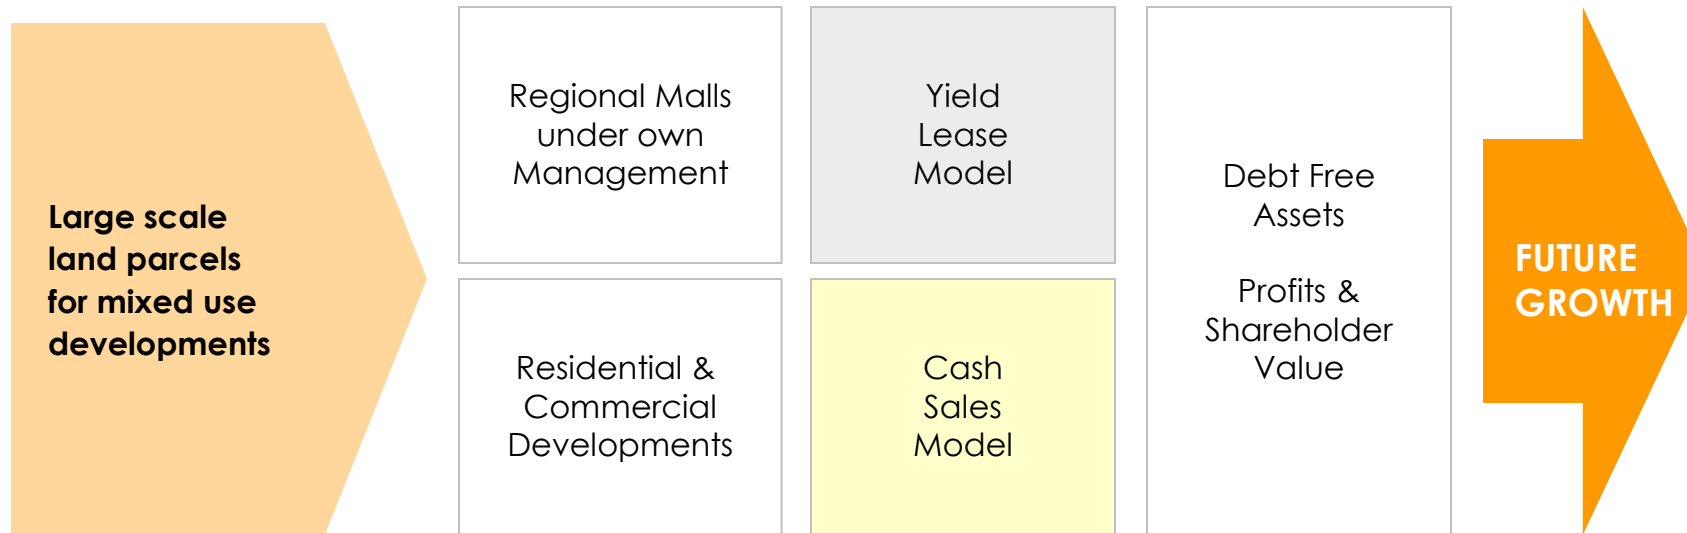 Large scale
land parcels
for mixed use
developments
Regional Malls
under own
Management
Residential &
Commercial
Developments
Yield
Lease
Model
Cash
Sales
Model
Debt Free
Assets
Profits &
Shareholder
Value
FUTURE
GROWTH